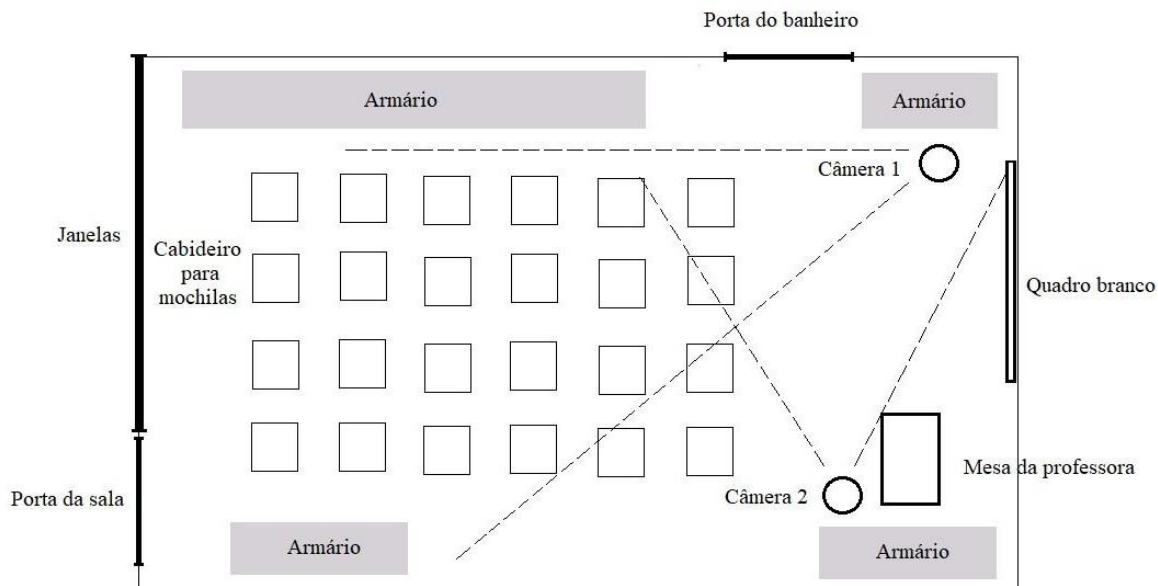 Porta do banheiro
Armário
Armário
Câmera 1
Janelas
Cabideiro
para
mochilas
Quadro branco
Mesa da professora
Porta da sala
Câmera 2
Armário
Armário